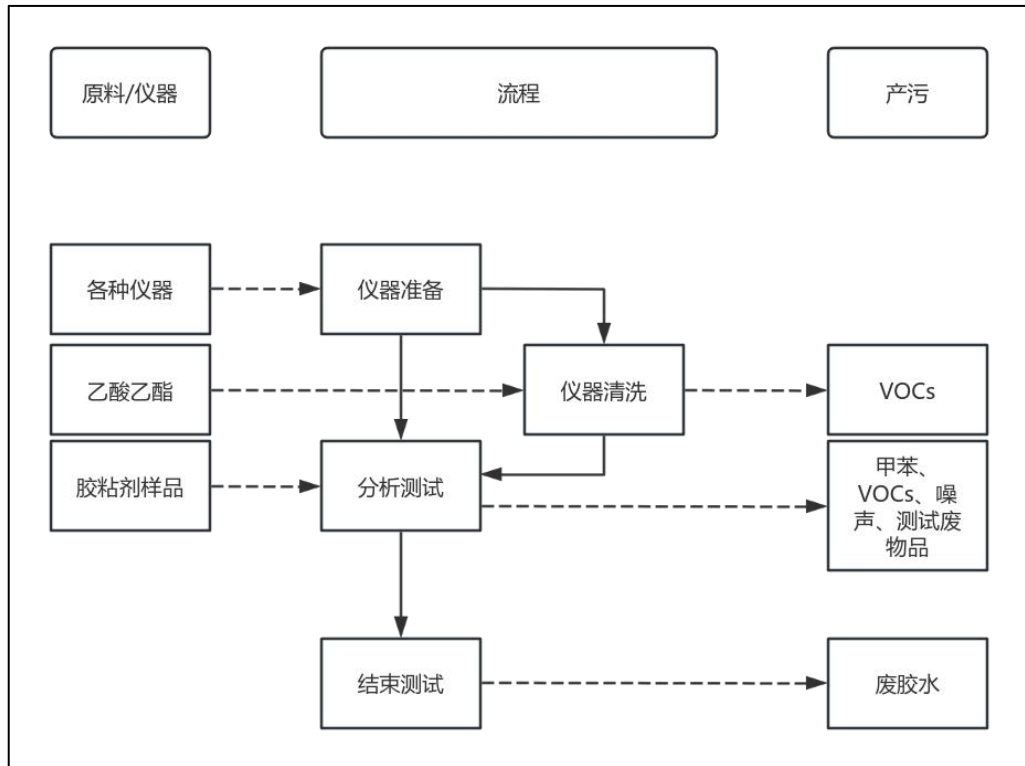 原料/仪器
流程
产污
各种仪器
仪器准备
乙酸乙酯
仪器清洗
VOCs
胶粘剂样品
分析测试
甲苯、
VOCs、噪
声、测试废
物品
结束测试
废胶水